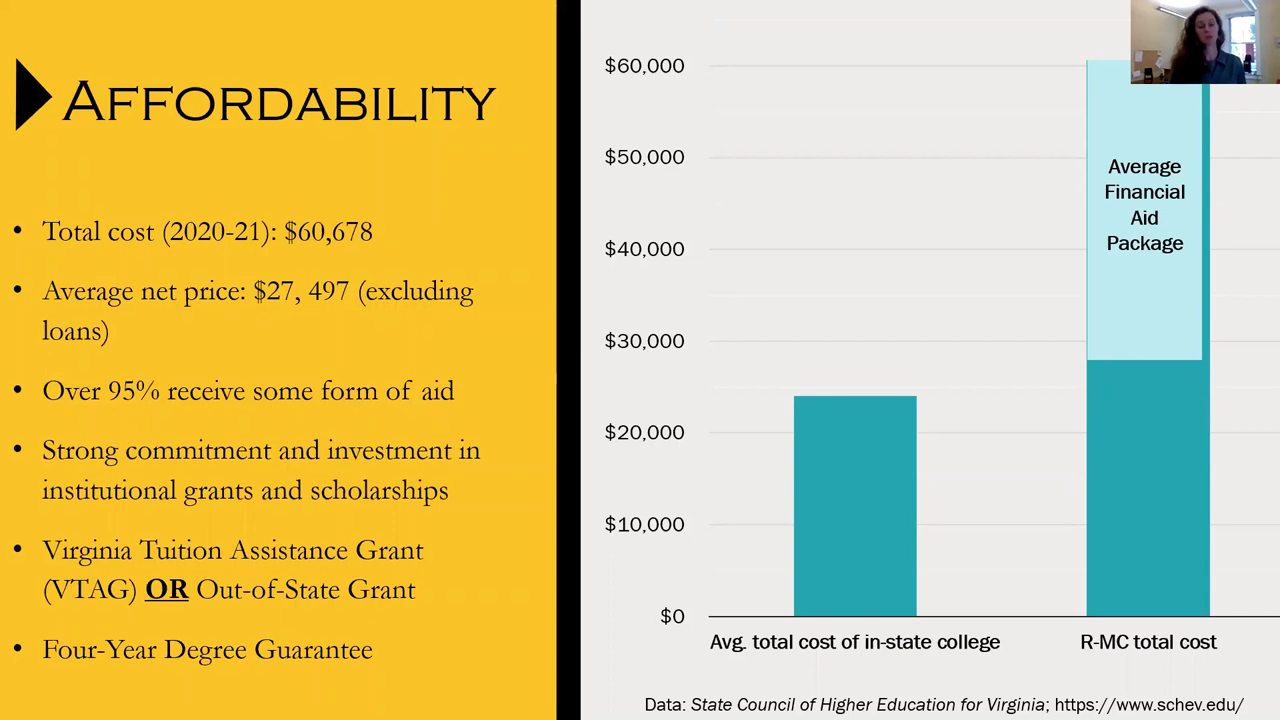 AFFORDABILITY
• Total cost (2020-21): $60,678
• Average net price: $27, 497 (excluding
loans)
• Over 95% receive some form of aid
• Strong commitment and investment in
institutional grants and scholarships
• Virginia Tuition Assistance Grant
(VTAG) OR Out-of-State Grant
• Four-Year Degree Guarantee
$60,000
$50,000
$40,000
$30,000
$20,000
$10,000
$0
Average
Financial
Aid
Package
Avg. total cost of in-state college
R-MC total cost
Data: State Council of Higher Education for Virginia; https://www.schev.edu/